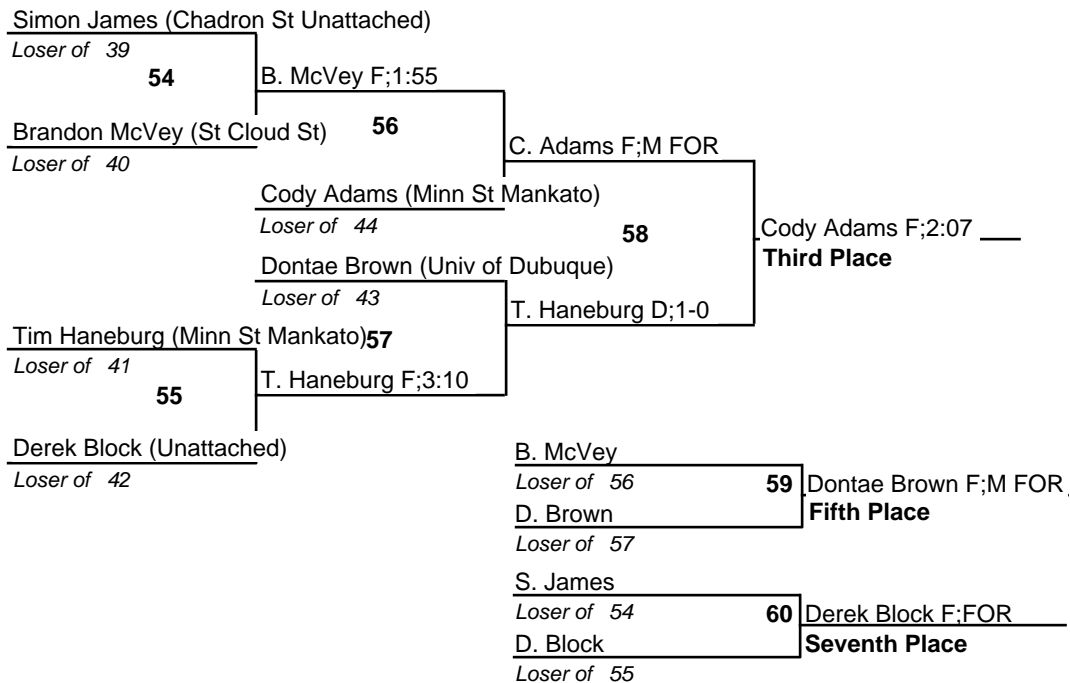 Simon James (Chadron St Unattached)
Loser of 39
54
B. McVey F;1:55
Brandon McVey (St Cloud St)
56
Loser of 40
C. Adams F;M FOR
Cody Adams (Minn St Mankato)
Loser of 44
58
Cody Adams F;2:07
Third Place
Dontae Brown (Univ of Dubuque)
Loser of 43
T. Haneburg D;1-0
Tim Haneburg (Minn St Mankato)
57
Loser of 41
55
T. Haneburg F;3:10
Derek Block (Unattached)
Loser of 42
B. McVey
Loser of 56
59
Dontae Brown F;M FOR
D. Brown
Fifth Place
Loser of 57
S. James
Loser of 54
60
Derek Block F;FOR
D. Block
Seventh Place
Loser of 55